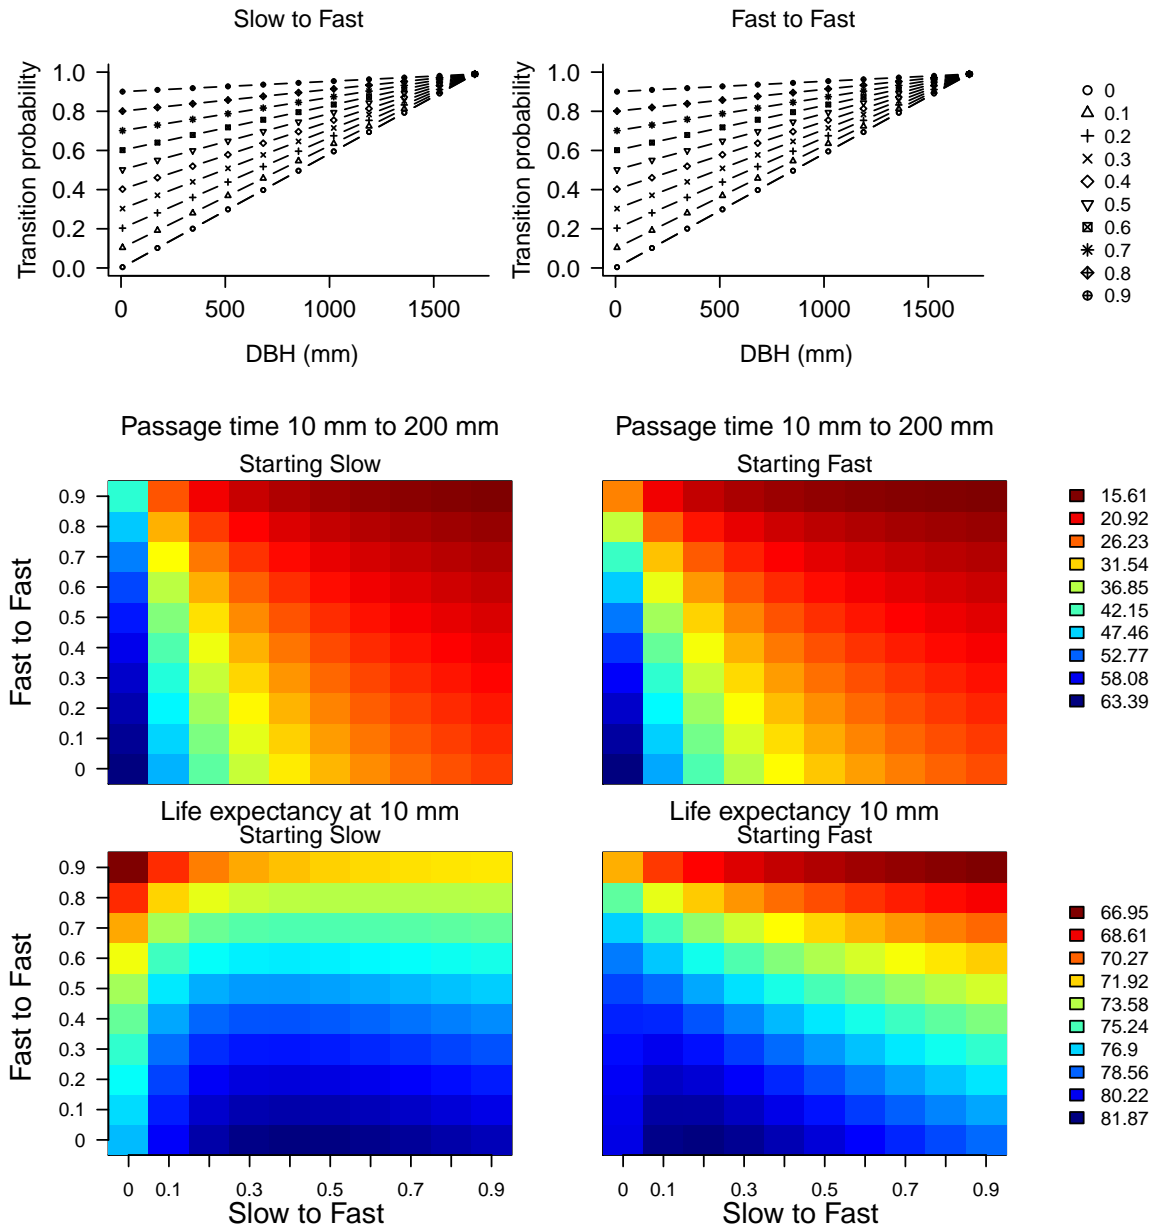 Slow to Fast
Fast to Fast
Transition probability
1.0
0.8
0.6
0.4
0.2
0.0
0 500 1000 1500
DBH (mm)
Transition probability
1.0
0.8
0.6
0.4
0.2
0.0
0 500 1000 1500
DBH (mm)
0
0.1
0.2
0.3
0.4
0.5
0.6
0.7
0.8
0.9
Passage time 10 mm to 200 mm
Starting Slow
Passage time 10 mm to 200 mm
Starting Fast
Fast to Fast
0.9
0.8
0.7
0.6
0.5
0.4
0.3
0.2
0.1
0
15.61
20.92
26.23
31.54
36.85
42.15
47.46
52.77
58.08
63.39
Life expectancy at 10 mm
Starting Slow
Life expectancy 10 mm
Starting Fast
Fast to Fast
0.9
0.8
0.7
0.6
0.5
0.4
0.3
0.2
0.1
0
0 0.1 0.3 0.5 0.7 0.9
Slow to Fast
0 0.1 0.3 0.5 0.7 0.9
Slow to Fast
66.95
68.61
70.27
71.92
73.58
75.24
76.9
78.56
80.22
81.87